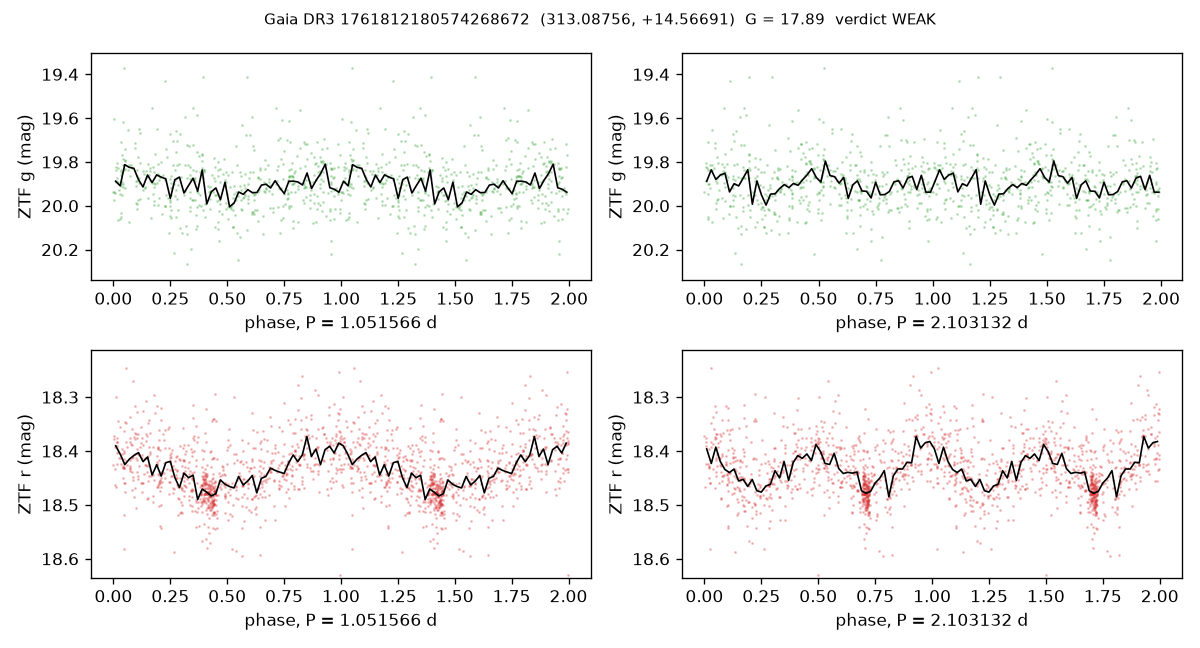 Gaia DR3 1761812180574268672 (313.08756, +14.56691) G = 17.89 verdict WEAK
ZTF g (mag)
19.4
19.6
19.8
20.0
20.2
0.00 0.25 0.50 0.75 1.00 1.25 1.50 1.75 2.00
phase, P = 1.051566 d
ZTF g (mag)
19.4
19.6
19.8
20.0
20.2
0.00 0.25 0.50 0.75 1.00 1.25 1.50 1.75 2.00
phase, P = 2.103132 d
ZTF r (mag)
18.3
18.4
18.5
18.6
0.00 0.25 0.50 0.75 1.00 1.25 1.50 1.75 2.00
phase, P = 1.051566 d
ZTF r (mag)
18.3
18.4
18.5
18.6
0.00 0.25 0.50 0.75 1.00 1.25 1.50 1.75 2.00
phase, P = 2.103132 d